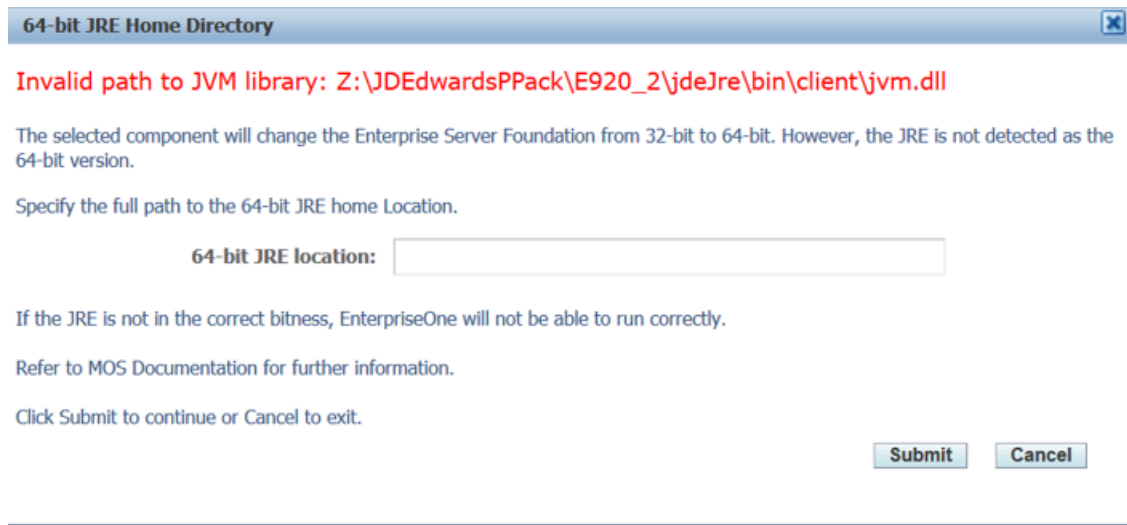 64-bit JRE Home Directory
Invalid path to JVM library: Z:\JDEdwardsPPack\E920_2\jdeJre\bin\client\jvm.dll
The selected component will change the Enterprise Server Foundation from 32-bit to 64-bit. However, the JRE is not detected as the
64-bit version.
Specify the full path to the 64-bit JRE home Location.
64-bit JRE location:
If the JRE is not in the correct bitness, EnterpriseOne will not be able to run correctly.
Refer to MOS Documentation for further information.
Click Submit to continue or Cancel to exit.
Submit Cancel